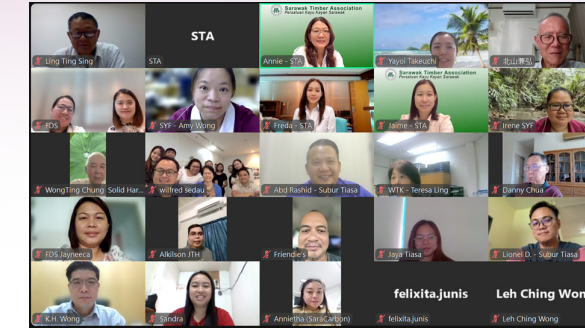 Ling Ting Sing
STA
STA
Sarawak Timber Association
Persatuan Kayu Kayan Sarawak
Annie - STA
Yayoi Takeuchi
北山兼弘
FDS
SYF - Amy Wong
Freda - STA
Sarawak Timber Association
Persatuan Kayu Kayan Sarawak
Jaime - STA
Irene SYF
WongTing Chung Solid Har...
wilfred sedau
Abd Rashid - Subur Tiasa
WTK - Teresa Ling
Danny Chua
FDS Jayneeca
Alkilson JTH
Friendie's
Jaya Tiasa
Lionel D. - Subur Tiasa
K.H. Wong
Sandra
Annietha (SaraCarbon)
felixita.junis
felixita.junis
Leh Ching Won
Leh Ching Wong